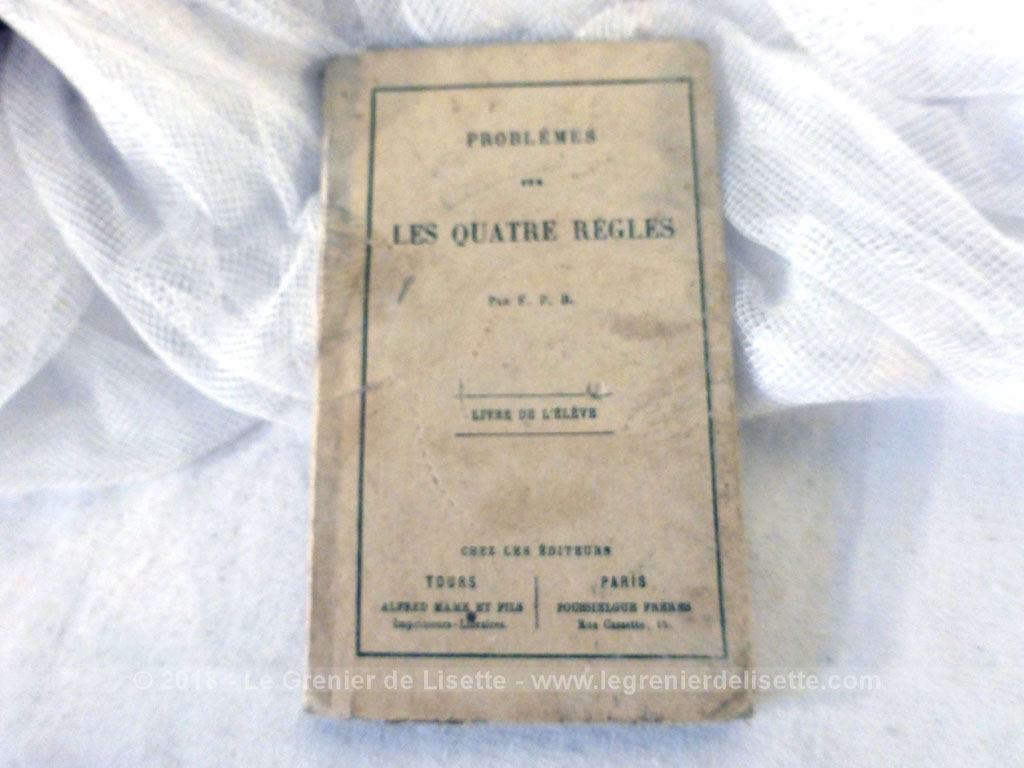 PROBLÈMES
SUR
LES QUATRE RÈGLES
PAR F. P. B.
LIVRE DE L'ÉLÈVE
CHEZ LES ÉDITEURS
TOURS
ALFRED MAME ET FILS
Imprimeurs-Libraires.
PARIS
POUSSIELGUE FRÈRES
Rue Cassette, 15.
© 2018 - Le Grenier de Lisette - www.legrenierdelisette.com